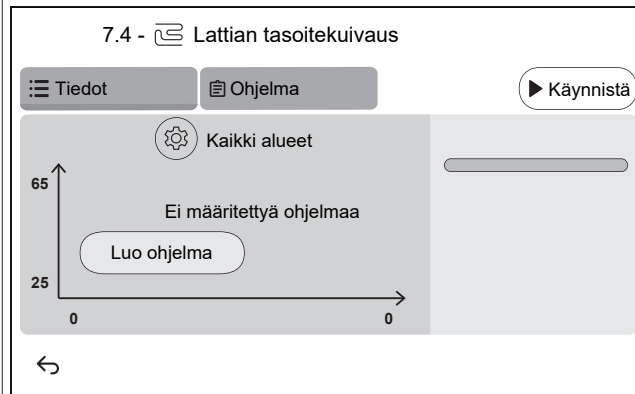 7.4 - Lattian tasoitekuivaus
Tiedot
Ohjelma
Käynnistä
Kaikki alueet
65
Ei määritettyä ohjelmaa
Luo ohjelma
25
0
0